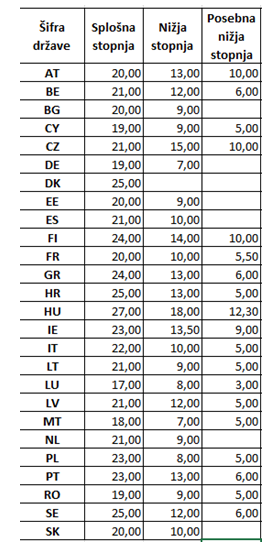 Šifra države Splošna stopnja Nižja stopnja Posebna nižja stopnja
AT 20,00 13,00 10,00
BE 21,00 12,00 6,00
BG 20,00 9,00
CY 19,00 9,00 5,00
CZ 21,00 15,00 10,00
DE 19,00 7,00
DK 25,00
EE 20,00 9,00
ES 21,00 10,00
FI 24,00 14,00 10,00
FR 20,00 10,00 5,50
GR 24,00 13,00 6,00
HR 25,00 13,00 5,00
HU 27,00 18,00 12,30
IE 23,00 13,50 9,00
IT 22,00 10,00 5,00
LT 21,00 9,00 5,00
LU 17,00 8,00 3,00
LV 21,00 12,00 5,00
MT 18,00 7,00 5,00
NL 21,00 9,00
PL 23,00 8,00 5,00
PT 23,00 13,00 6,00
RO 19,00 9,00 5,00
SE 25,00 12,00 6,00
SK 20,00 10,00